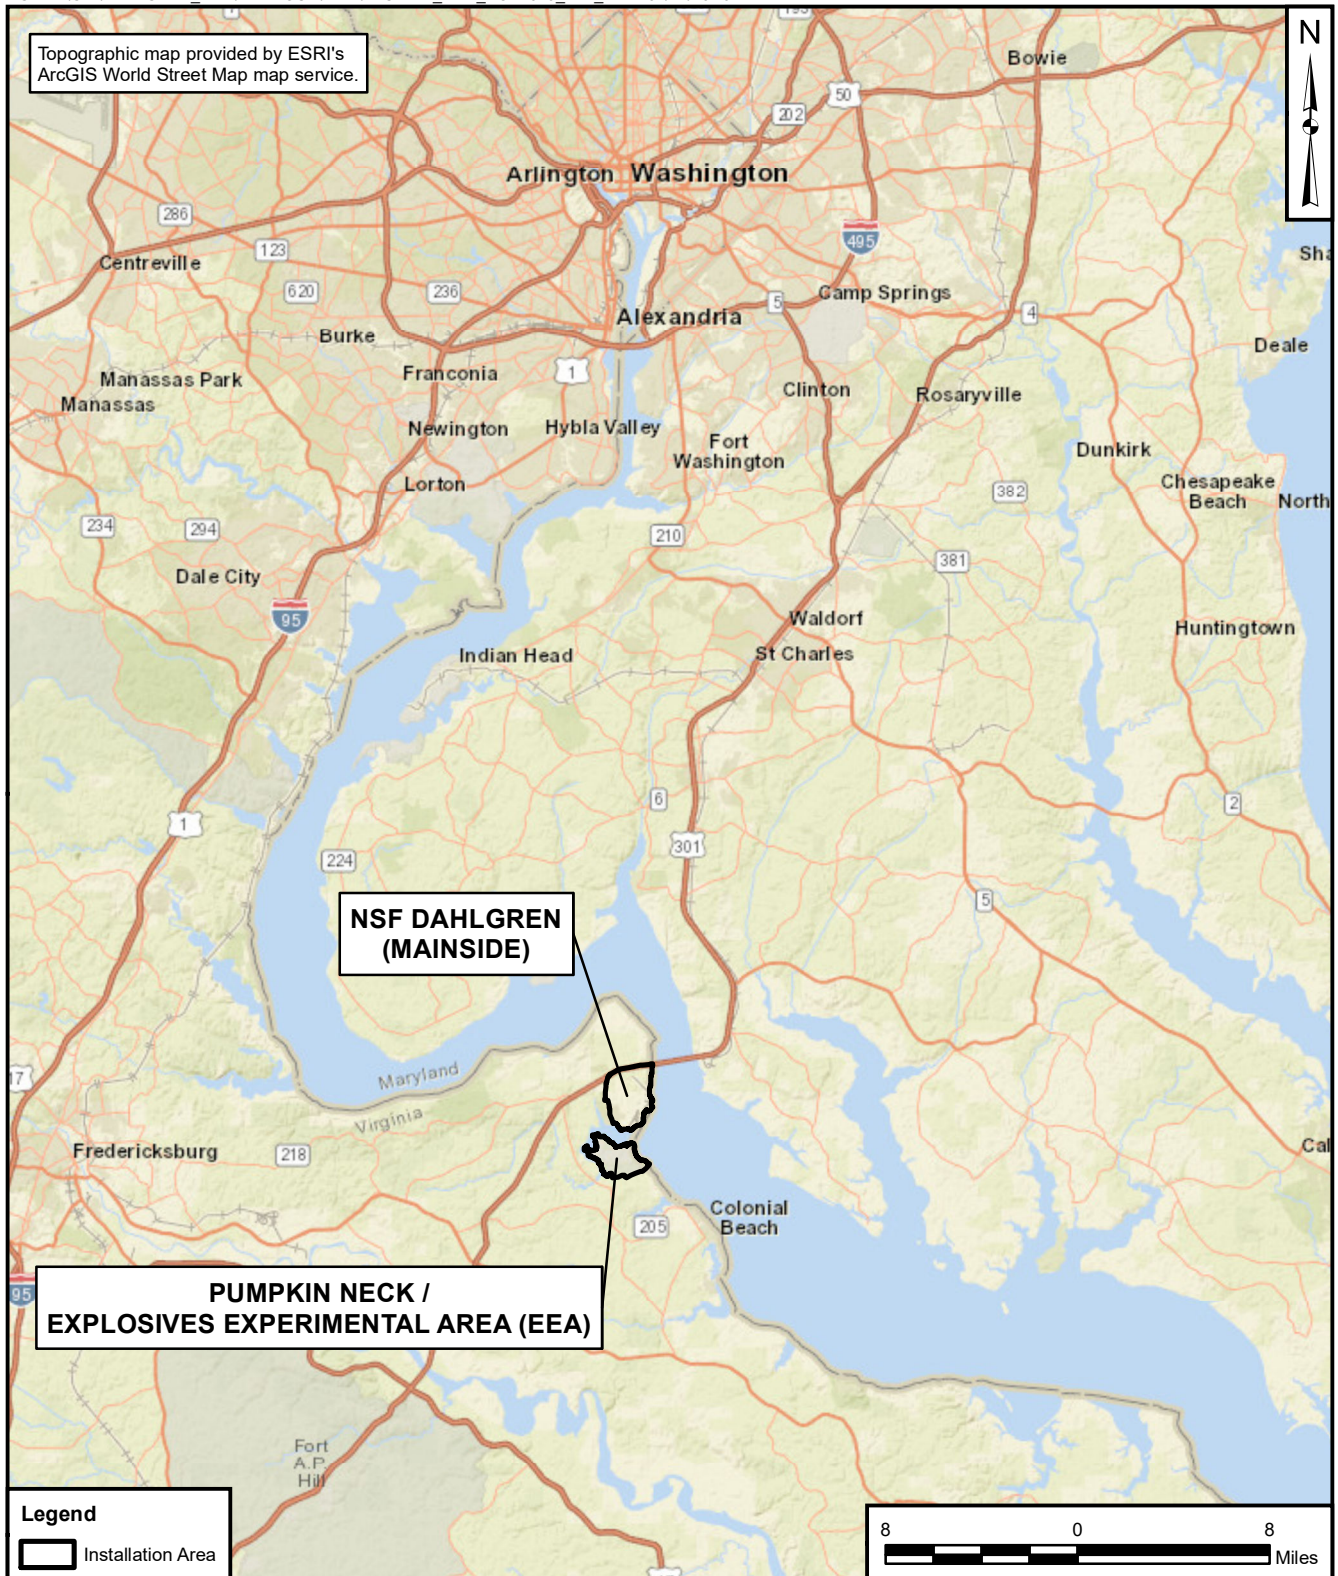 Topographic map provided by ESRI's
ArcGIS World Street Map map service.
N
Bowie
50
202
Arlington
Washington
286
495
123
Centreville
620
236
5
Camp Springs
4
Alexandria
Burke
Deale
Franconia
1
Manassas Park
Clinton
Rosaryville
Manassas
Newington
Hybla Valley
Fort
Washington
Dunkirk
Lorton
382
Chesapeake
Beach
North
234
294
210
381
Dale City
95
Waldorf
Huntingtown
Indian Head
St Charles
6
2
1
301
224
5
NSF DAHLGREN
(MAINSIDE)
Maryland
17
Virginia
Fredericksburg
218
Cal
Colonial
Beach
205
PUMPKIN NECK /
EXPLOSIVES EXPERIMENTAL AREA (EEA)
95
Fort
A.P.
Hill
Legend
Installation Area
8 0 8
Miles